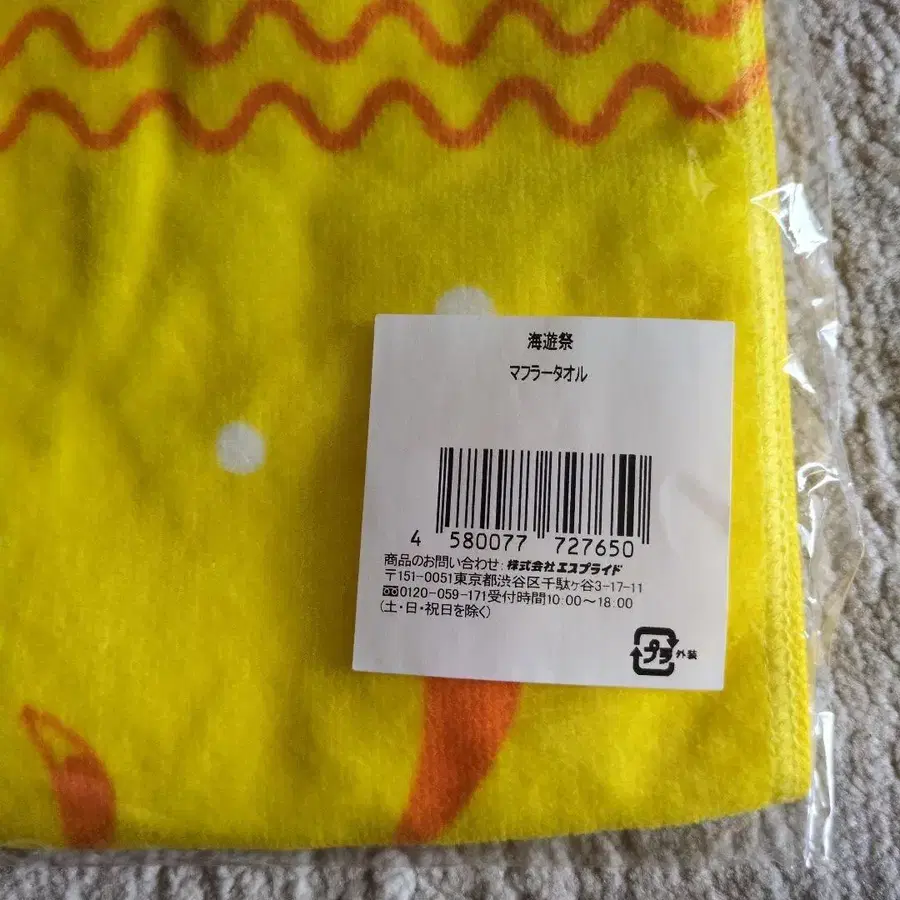 海遊祭
マフラータオル
4 580077 727650
商品のお問い合わせ: 株式会社エスプライド
〒151-0051東京都渋谷区千駄ヶ谷3-17-11
☎0120-059-171受付時間10:00〜18:00
(土・日・祝日を除く)
プラ 外装